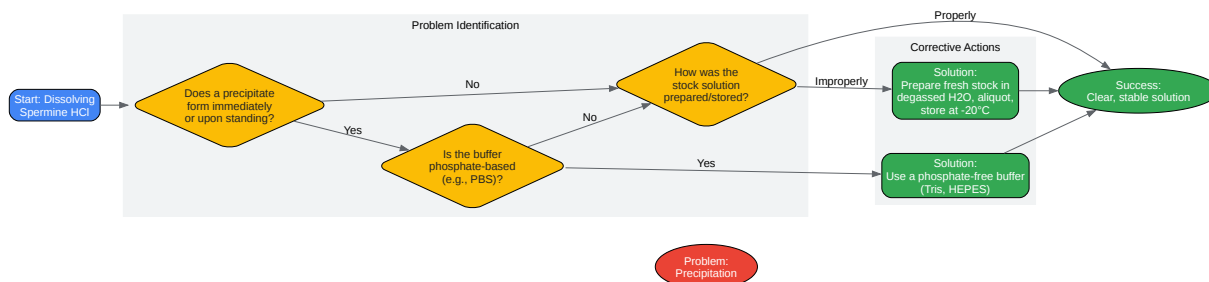 Properly
Problem Identification
Corrective Actions
Start: Dissolving
Spermine HCl
Does a precipitate
form immediately
or upon standing?
No
Yes
Is the buffer
phosphate-based
(e.g., PBS)?
No
Yes
How was the
stock solution
prepared/stored?
Improperly
Solution:
Prepare fresh stock in
degassed H2O, aliquot,
store at -20°C
Solution:
Use a phosphate-free buffer
(Tris, HEPES)
Success:
Clear, stable solution
Problem:
Precipitation